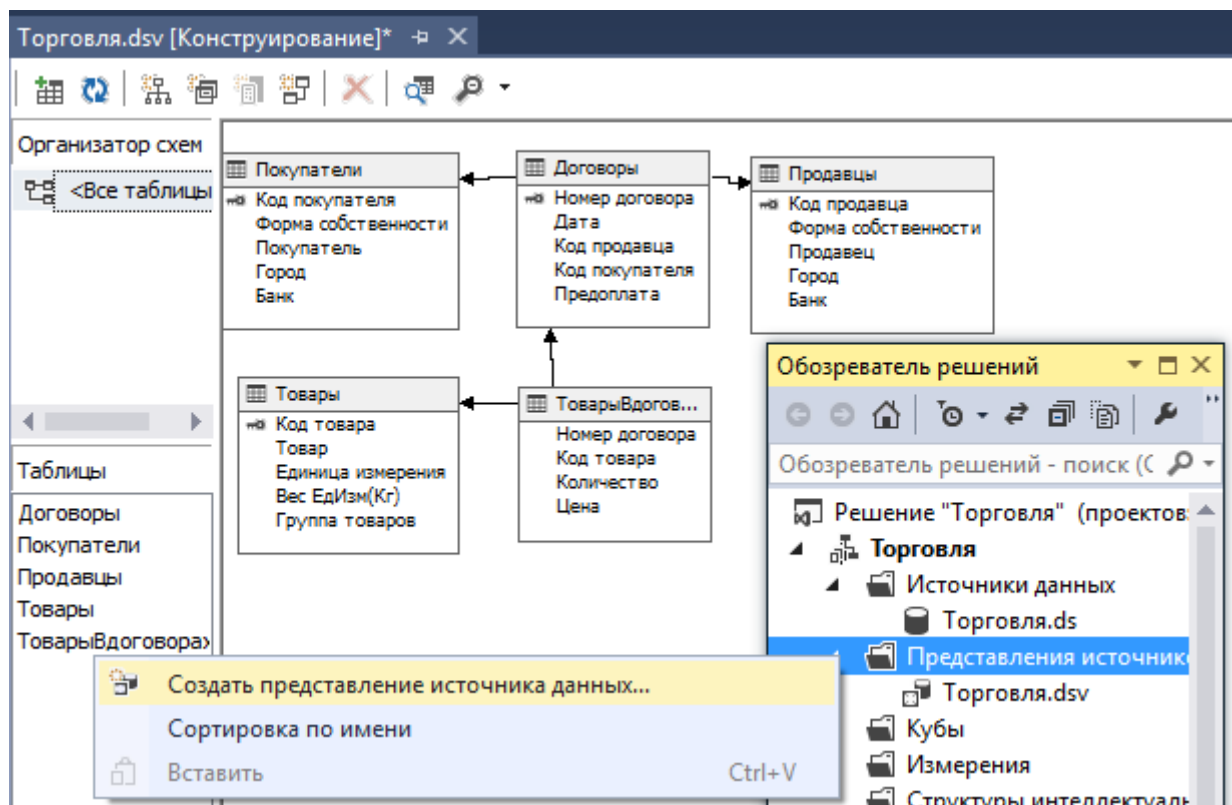 Торговля.dsv [Конструирование]*
Организатор схем
<Все таблицы
Покупатели
Код покупателя
Форма собственности
Покупатель
Город
Банк
Договоры
Номер договора
Дата
Код продавца
Код покупателя
Предоплата
Продавцы
Код продавца
Форма собственности
Продавец
Город
Банк
Товары
Код товара
Товар
Единица измерения
Вес ЕдИзм(Кг)
Группа товаров
ТоварыВдогов...
Номер договора
Код товара
Количество
Цена
Таблицы
Договоры
Покупатели
Продавцы
Товары
ТоварыВдоговорах
Создать представление источника данных...
Сортировка по имени
Вставить Ctrl+V
Обозреватель решений
Обозреватель решений - поиск (C
Решение "Торговля" (проектов:
Торговля
Источники данных
Торговля.ds
Представления источник
Торговля.dsv
Кубы
Измерения
Структуры интеллектуаль